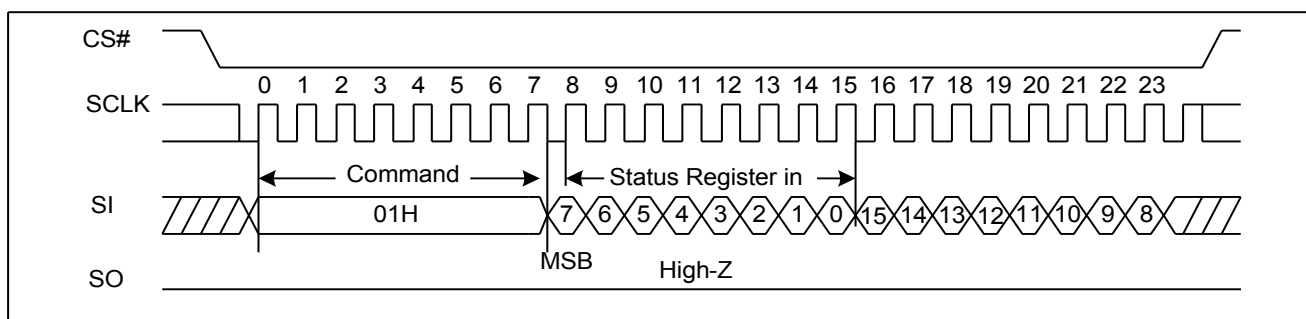 CS#
0 1 2 3 4 5 6 7 8 9 10 11 12 13 14 15 16 17 18 19 20 21 22 23
SCLK
Command Status Register in
SI 01H 7 6 5 4 3 2 1 0 15 14 13 12 11 10 9 8
MSB High-Z
SO